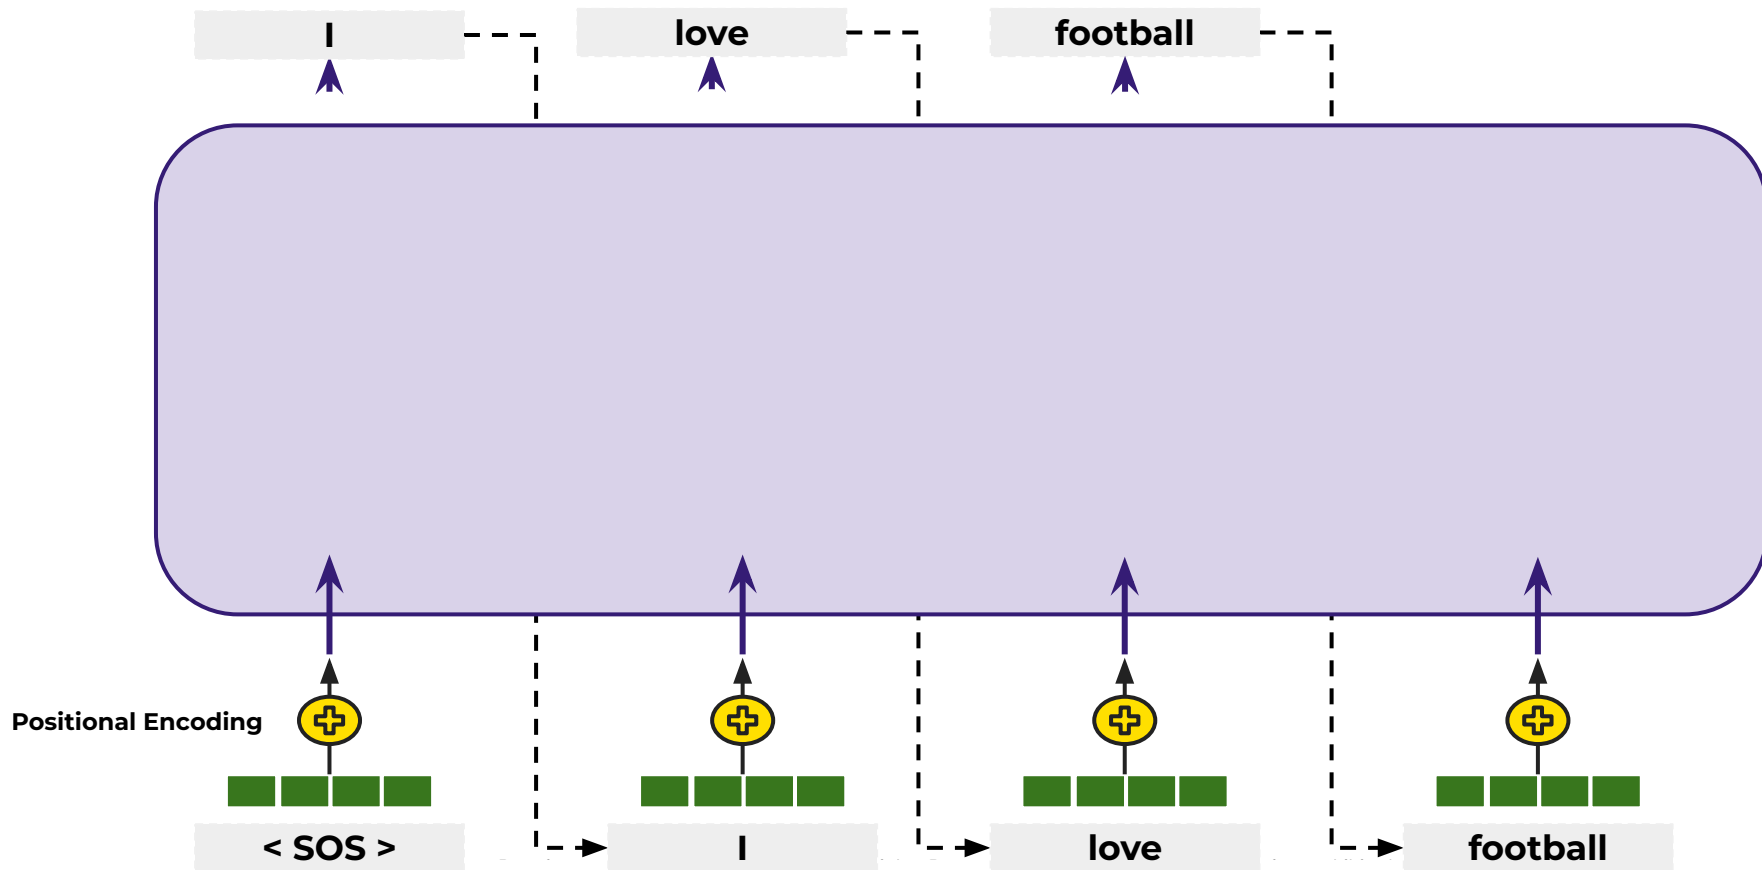 I
love
football
Positional Encoding
< SOS >
I
love
football